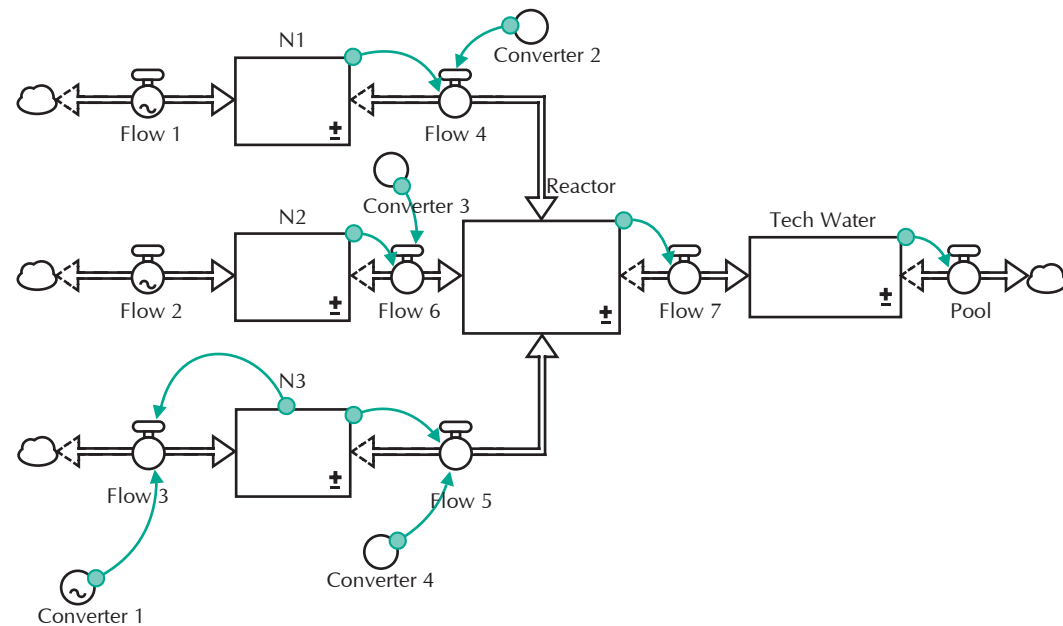 N1
Converter 2
Flow 1
Flow 4
Converter 3
Reactor
N2
Tech Water
Flow 2
Flow 6
Flow 7
Pool
N3
Flow 3
Flow 5
Converter 4
Converter 1